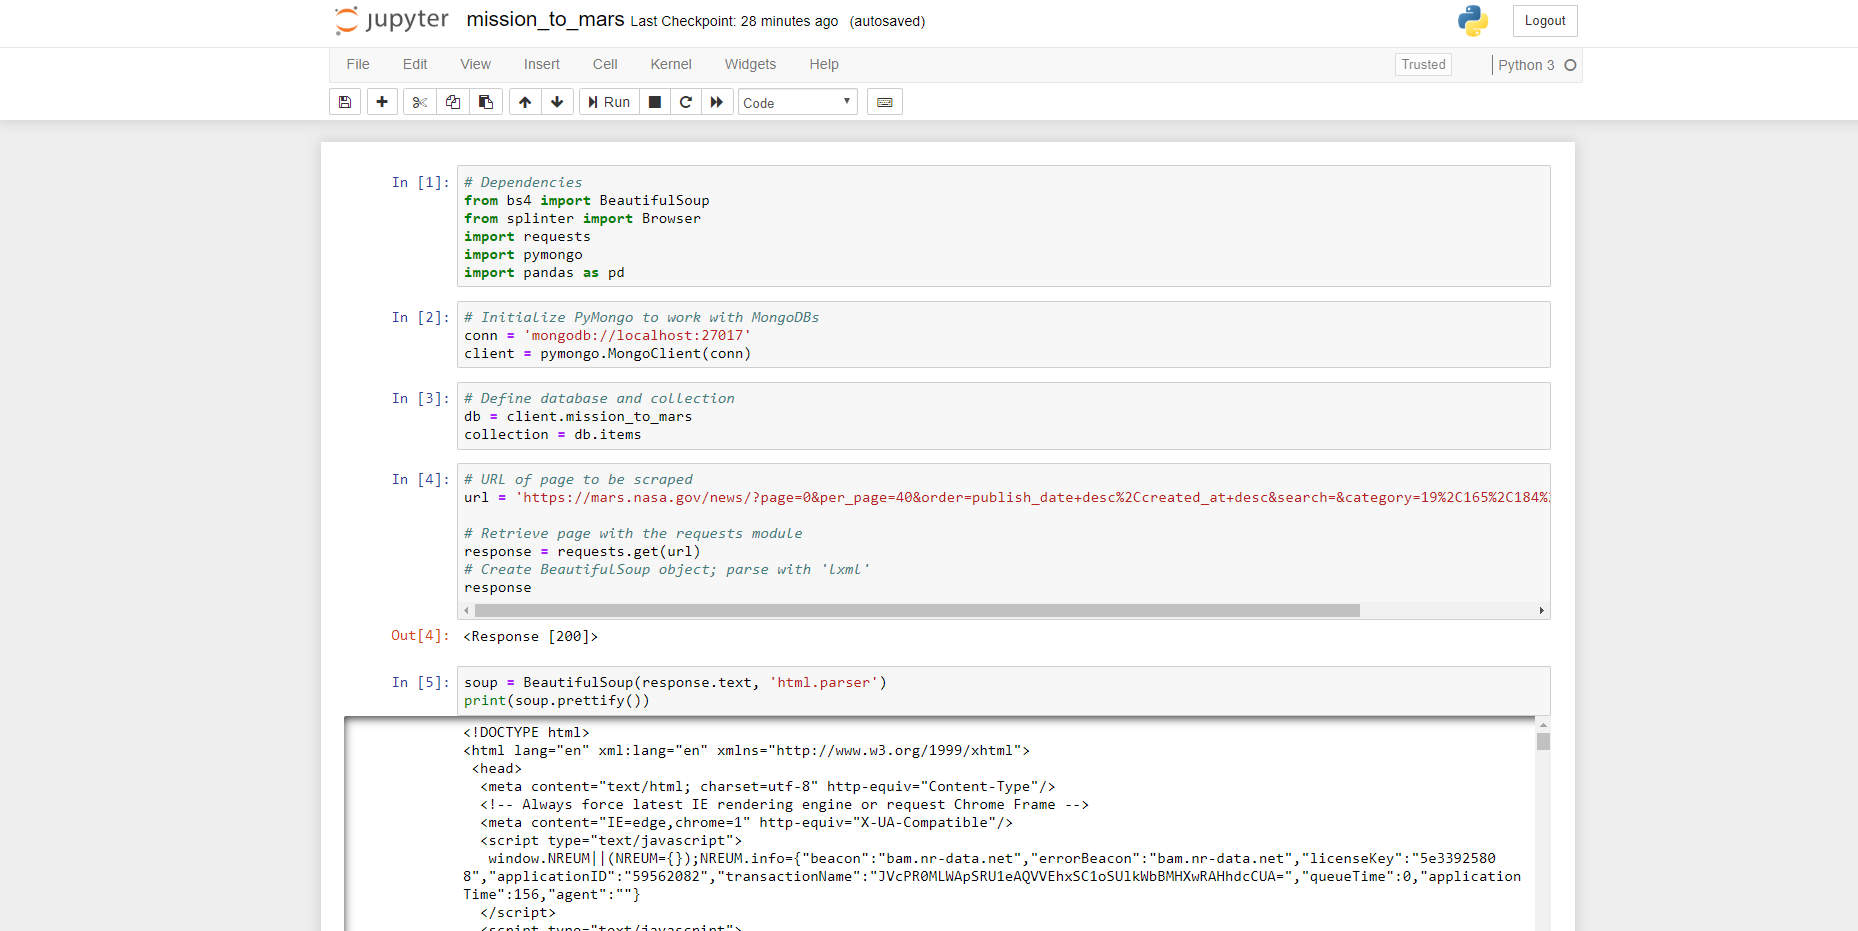 jupyter mission_to_mars Last Checkpoint: 28 minutes ago (autosaved) Logout
File Edit View Insert Cell Kernel Widgets Help Trusted Python 3
Run Code
In [1]: # Dependencies
from bs4 import BeautifulSoup
from splinter import Browser
import requests
import pymongo
import pandas as pd
In [2]: # Initialize PyMongo to work with MongoDBs
conn = 'mongodb://localhost:27017'
client = pymongo.MongoClient(conn)
In [3]: # Define database and collection
db = client.mission_to_mars
collection = db.items
In [4]: # URL of page to be scraped
url = 'https://mars.nasa.gov/news/?page=0&per_page=40&order=publish_date+desc%2Ccreated_at+desc&search=&category=19%2C165%2C184%
# Retrieve page with the requests module
response = requests.get(url)
# Create BeautifulSoup object; parse with 'lxml'
response
Out[4]: <Response [200]>
In [5]: soup = BeautifulSoup(response.text, 'html.parser')
print(soup.prettify())
<!DOCTYPE html>
<html lang="en" xml:lang="en" xmlns="http://www.w3.org/1999/xhtml">
<head>
<meta content="text/html; charset=utf-8" http-equiv="Content-Type"/>
<!-- Always force latest IE rendering engine or request Chrome Frame -->
<meta content="IE=edge,chrome=1" http-equiv="X-UA-Compatible"/>
<script type="text/javascript">
window.NREUM||(NREUM={});NREUM.info={"beacon":"bam.nr-data.net","errorBeacon":"bam.nr-data.net","licenseKey":"5e3392580
8","applicationID":"59562082","transactionName":"JVcPR0MLWApSRU1eAQVVEhxSC1oSUlkWbBMHXwRAHhdcCUA=","queueTime":0,"application
Time":156,"agent":""}
</script>
<script type="text/javascript">